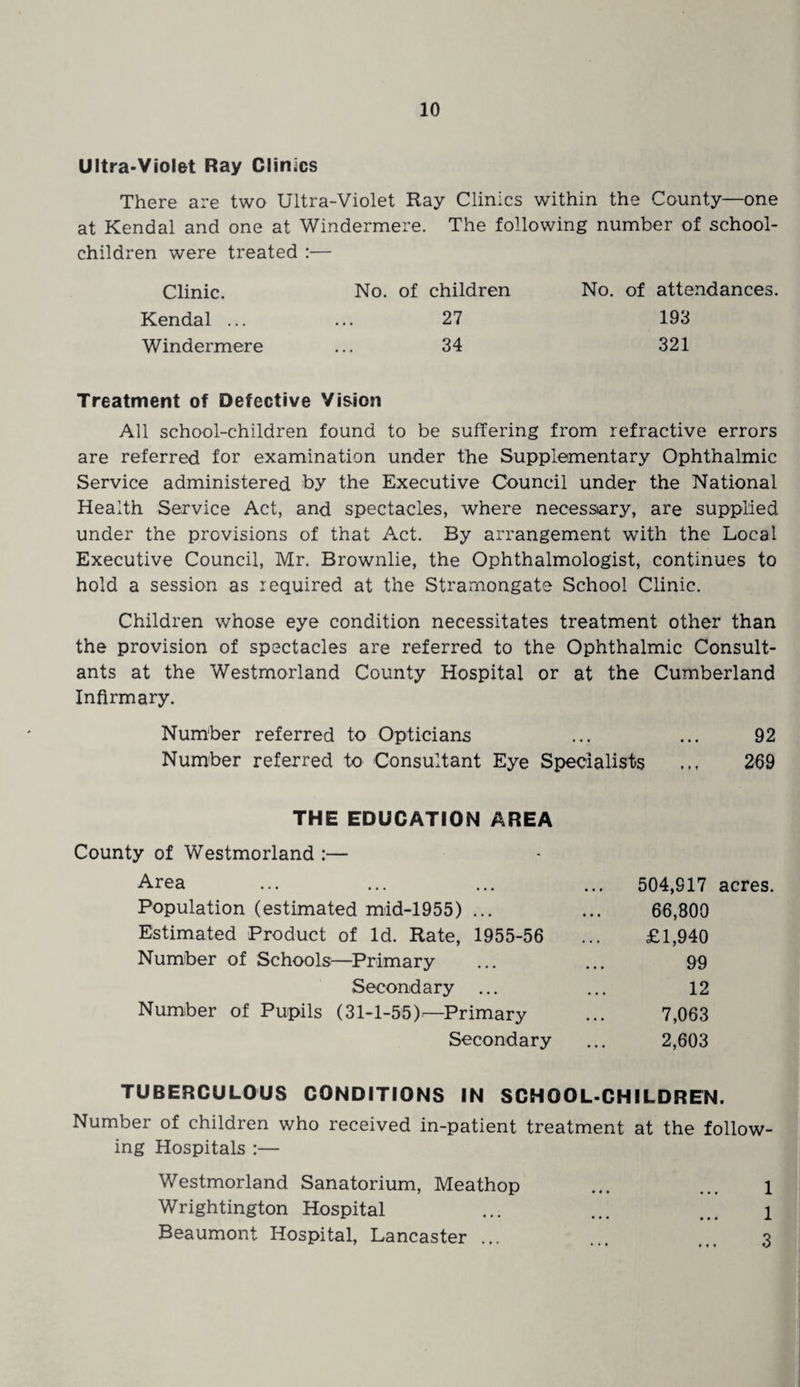 10
Ultra-Violet Ray Clinics
There are two Ultra-Violet Ray Clinics within the County—one
at Kendal and one at Windermere. The following number of school-
children were treated :—
Clinic. No. of children No. of attendances.
Kendal ... ... 27 193
Windermere ... 34 321
Treatment of Defective Vision
All school-children found to be suffering from refractive errors
are referred for examination under the Supplementary Ophthalmic
Service administered by the Executive Council under the National
Health Service Act, and spectacles, where necessary, are supplied
under the provisions of that Act. By arrangement with the Local
Executive Council, Mr. Brownlie, the Ophthalmologist, continues to
hold a session as required at the Stramongate School Clinic.
Children whose eye condition necessitates treatment other than
the provision of spectacles are referred to the Ophthalmic Consult-
ants at the Westmorland County Hospital or at the Cumberland
Infirmary.
Number referred to Opticians ... ... 92
Number referred to Consultant Eye Specialists ... 269
THE EDUCATION AREA
County of Westmorland :—
Area ... ... ... ... 504,917 acres.
Population (estimated mid-1955) ... ... 66,800
Estimated Product of 1d. Rate, 1955-56 ... £1,940
Number of Schools—Primary ... ... 99
Secondary ... ... 12
Number of Pupils (31-1-55)—Primary ... 7,063
Secondary ... 2,603
TUBERCULOUS CONDITIONS IN SCHOOL-CHILDREN.
Number of children who received in-patient treatment at the follow-
ing Hospitals :—
Westmorland Sanatorium, Meathop ... ... 1
Wrightington Hospital ... ... ... 1
Beaumont Hospital, Lancaster ... ... ... 3